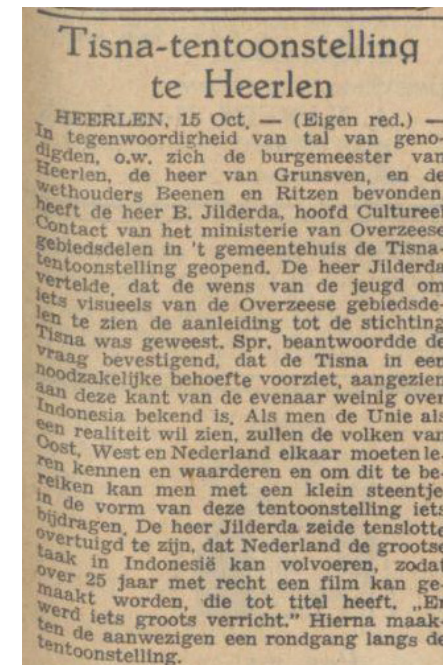 Tisna-tentoonstelling
te Heerlen
HEERLEN, 15 Oct. — (Eigen red.) —
In tegenwoordigheid van tal van geno-
digden, o.w. zich de burgemeester van
Heerlen, de heer van Grunsven, en de
wethouders Beenen en Ritzen bevonden
heeft de heer B. Jilderda, hoofd Cultureel
Contact van het ministerie van Overzeese
gebiedsdelen in 't gemeentehuis de Tisna-
tentoonstelling geopend. De heer Jilderda
vertelde, dat de wens van de jeugd om
iets visueels van de Overzeese gebiedsde-
len te zien de aanleiding tot de stichting
Tisna was geweest. Spr. beantwoordde de
vraag bevestigend, dat de Tisna in een
noodzakelijke behoefte voorziet, aangezien
aan deze kant van de evenaar weinig over
Indonesia bekend is. Als men de Unie als
een realiteit wil zien, zullen de volken van
Oost, West en Nederland elkaar moeten le-
ren kennen en waarderen en om dit te be-
reiken kan men met een klein steentje
in de vorm van deze tentoonstelling iets
bijdragen. De heer Jilderda zeide tenslotte
overtuigd te zijn, dat Nederland de grootse
taak in Indonesië kan volvoeren, zodat
over 25 jaar met recht een film kan ge-
maakt worden, die tot titel heeft. „Er
werd iets groots verricht.” Hierna maak-
ten de aanwezigen een rondgang langs de
tentoonstelling.